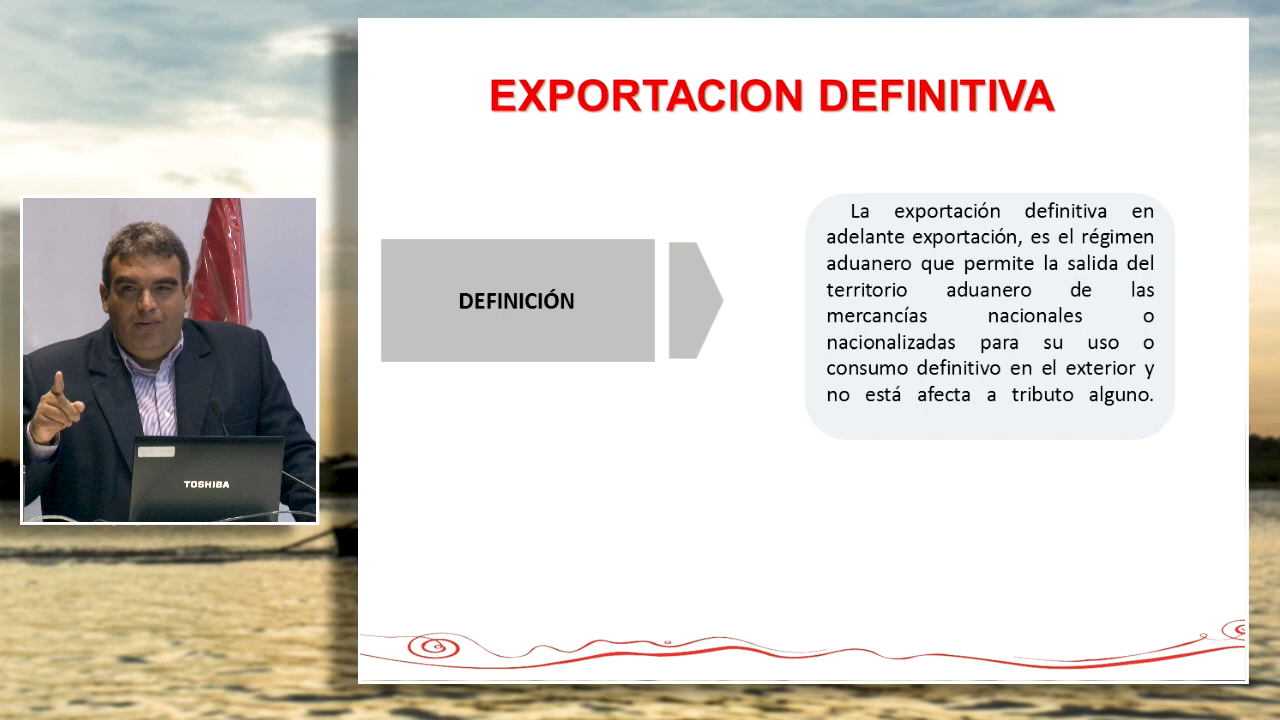 EXPORTACION DEFINITIVA
DEFINICIÓN
La exportación definitiva en
adelante exportación, es el régimen
aduanero que permite la salida del
territorio aduanero de las
mercancías nacionales o
nacionalizadas para su uso o
consumo definitivo en el exterior y
no está afecta a tributo alguno.
TOSHIBA